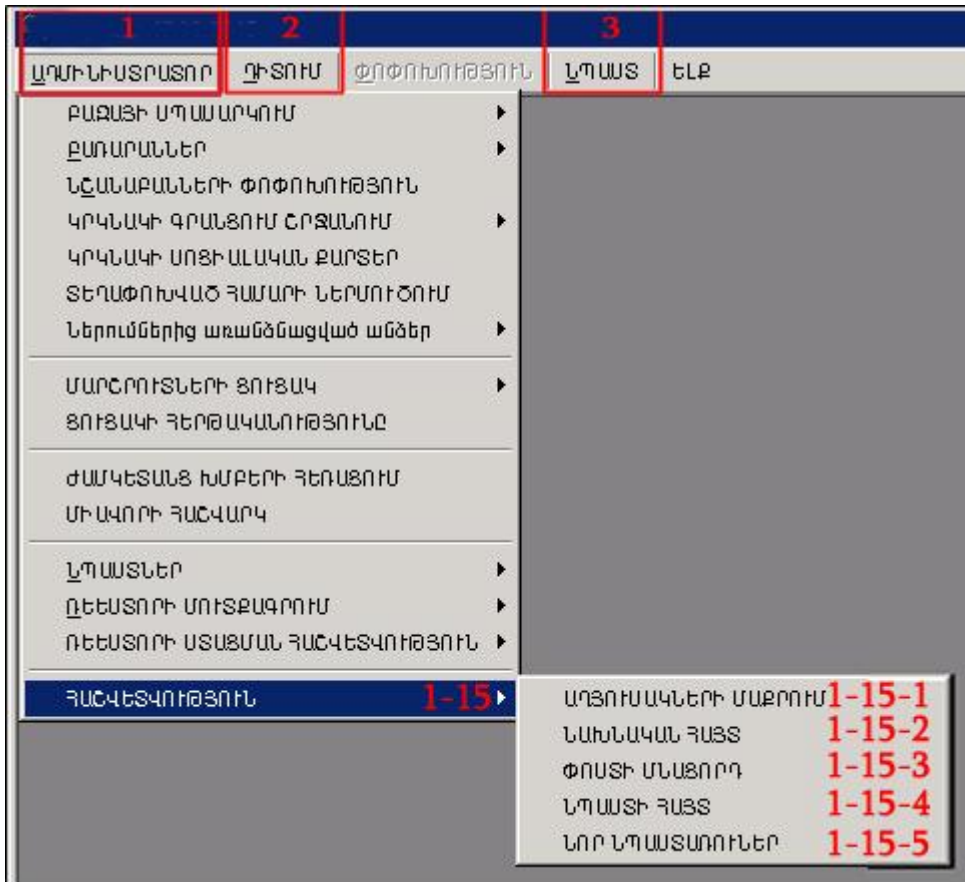 1 2 3
ԱԴՄԻՆԻՍՏՐԱՏՈՐ ԴԻՏՈՒՄ ՓՈՓՈԽՈՒԹՅՈՒՆ ՆՊԱՍՏ ԵԼՔ
ԲԱԶԱՅԻ ՍՊԱՍԱՐԿՈՒՄ
ԲԱՌԱՐԱՆՆԵՐ
ՆՇԱՆԱԲԱՆՆԵՐԻ ՓՈՓՈԽՈՒԹՅՈՒՆ
ԿՐԿՆԱԿԻ ԳՐԱՆՑՈՒՄ ՇՐՋԱՆՈՒՄ
ԿՐԿՆԱԿԻ ՍՈՑԻԱԼԱԿԱՆ ՔԱՐՏԵՐ
ՏԵՂԱՓՈԽՎԱԾ ՀԱՄԱՐԻ ՆԵՐՄՈՒԾՈՒՄ
Ներումներից առանձնացված անձեր
ՄԱՐՇՐՈՒՏՆԵՐԻ ՑՈՒՑԱԿ
ՑՈՒՑԱԿԻ ՀԵՐԹԱԿԱՆՈՒԹՅՈՒՆԸ
ԺԱՄԿԵՏԱՆՑ ԽՄԲԵՐԻ ՀԵՌԱՑՈՒՄ
ՄԻԱՎՈՐԻ ՀԱՇՎԱՐԿ
ՆՊԱՍՏՆԵՐ
ՌԵԵՍՏՈՐԻ ՄՈՒՏՔԱԳՐՈՒՄ
ՌԵԵՍՏՈՐԻ ՍՏԱՑՄԱՆ ՀԱՇՎԵՏՎՈՒԹՅՈՒՆ
ՀԱՇՎԵՏՎՈՒԹՅՈՒՆ 1-15
ԱՂՅՈՒՍԱԿՆԵՐԻ ՄԱՔՐՈՒՄ 1-15-1
ՆԱԽՆԱԿԱՆ ՀԱՅՏ 1-15-2
ՓՈՍՏԻ ՄՆԱՑՈՐԴ 1-15-3
ՆՊԱՍՏԻ ՀԱՅՏ 1-15-4
ՆՈՐ ՆՊԱՍՏԱՌՈՒՆԵՐ 1-15-5